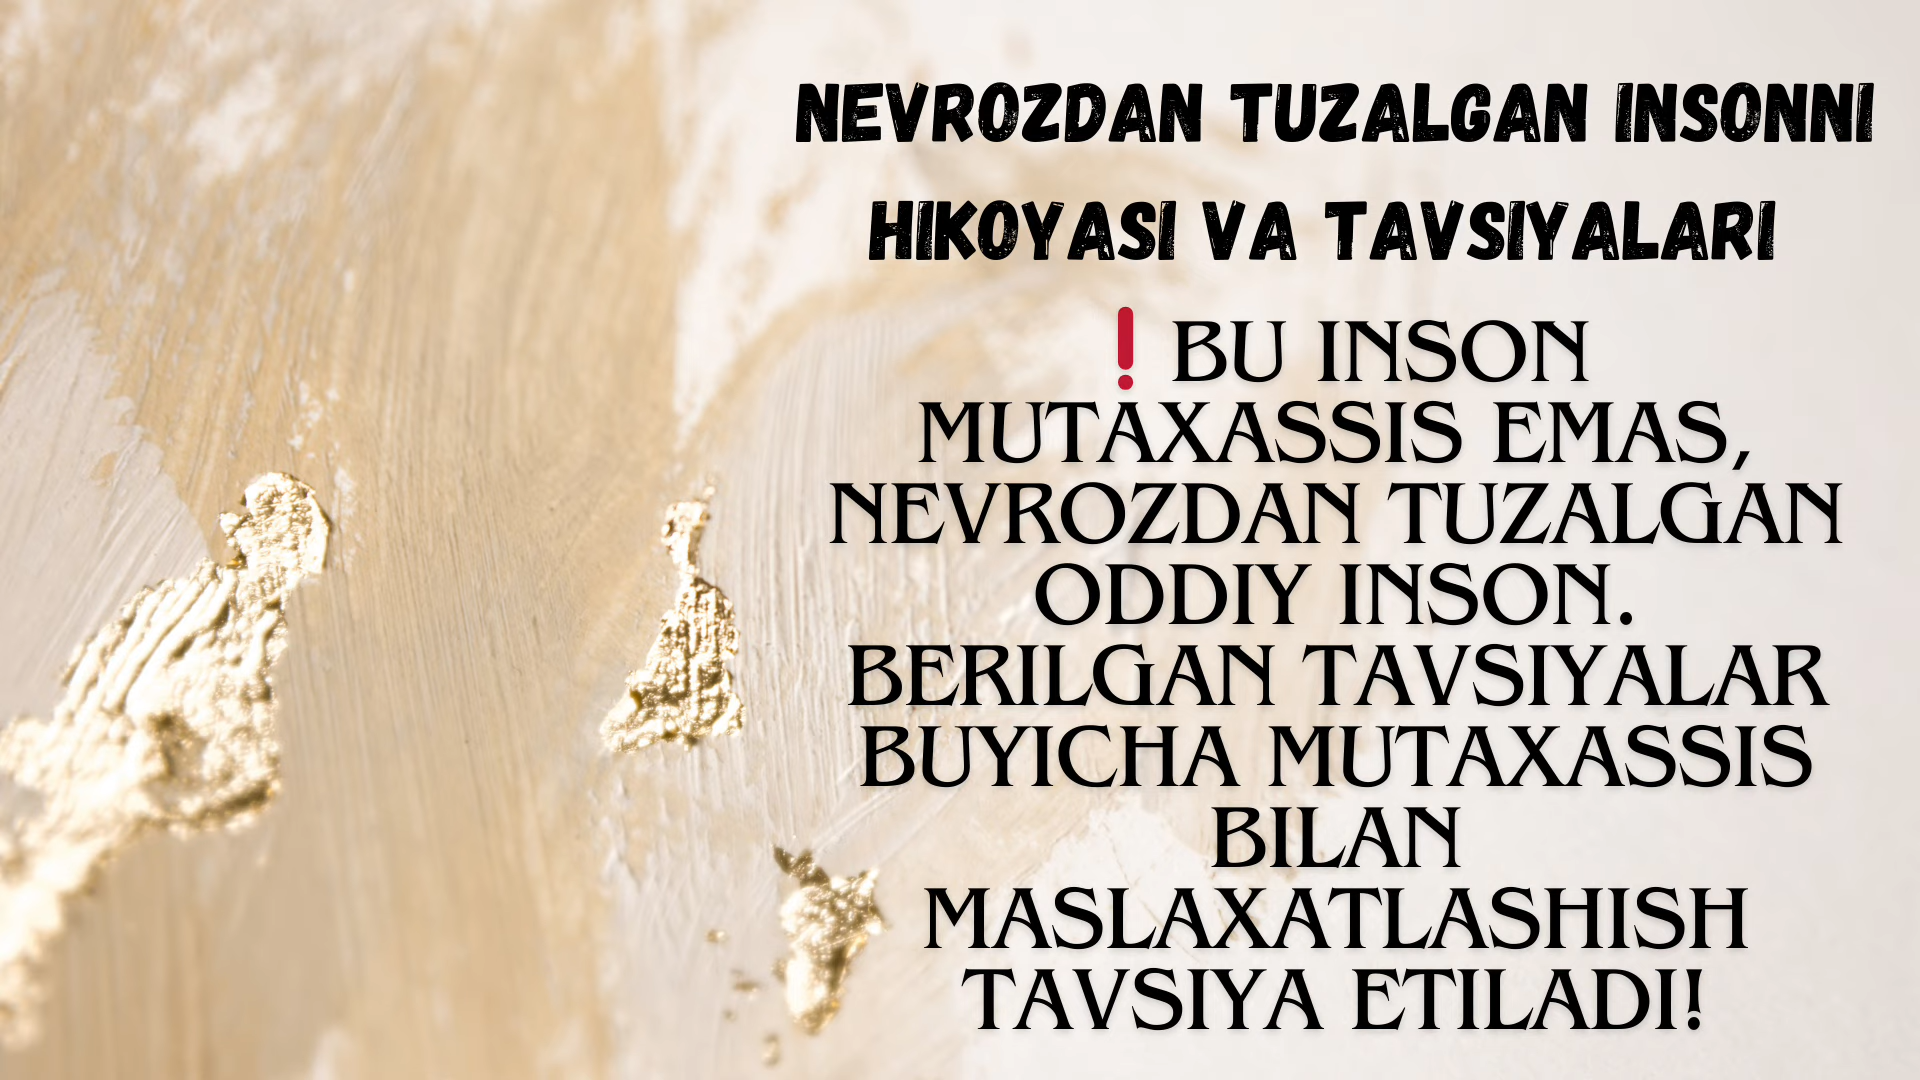 NEVROZDAN TUZALGAN INSONNI
HIKOYASI VA TAVSIYALARI
❗BU INSON
MUTAXASSIS EMAS,
NEVROZDAN TUZALGAN
ODDIY INSON.
BERILGAN TAVSIYALAR
BUYICHA MUTAXASSIS
BILAN
MASLAXATLASHISH
TAVSIYA ETILADI!